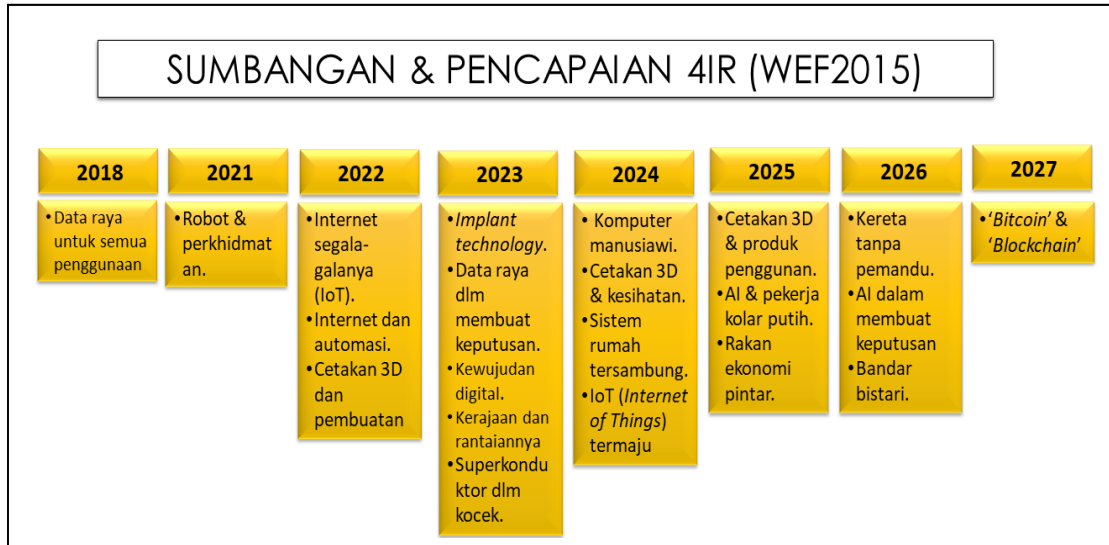 SUMBANGAN & PENCAPAIAN 4IR (WEF2015)
2018
•Data raya
untuk semua
penggunaan
2021
•Robot &
perkhidmat
an.
2022
•Internet
segala-
galanya
(IoT).
•Internet dan
automasi.
•Cetakan 3D
dan
pembuatan
2023
•Implant
technology.
•Data raya
dlm
membuat
keputusan.
•Kewujudan
digital.
•Kerajaan dan
rantaiannya
•Superkondu
ktor dlm
kocek.
2024
• Komputer
manusiawi.
•Cetakan 3D
& kesihatan.
•Sistem
rumah
tersambung.
•IoT (Internet
of Things)
termaju
2025
•Cetakan 3D
& produk
penggunan.
•AI & pekerja
kolar putih.
•Rakan
ekonomi
pintar.
2026
•Kereta
tanpa
pemandu.
•AI dalam
membuat
keputusan
•Bandar
bistari.
2027
•‘Bitcoin’ &
‘Blockchain’